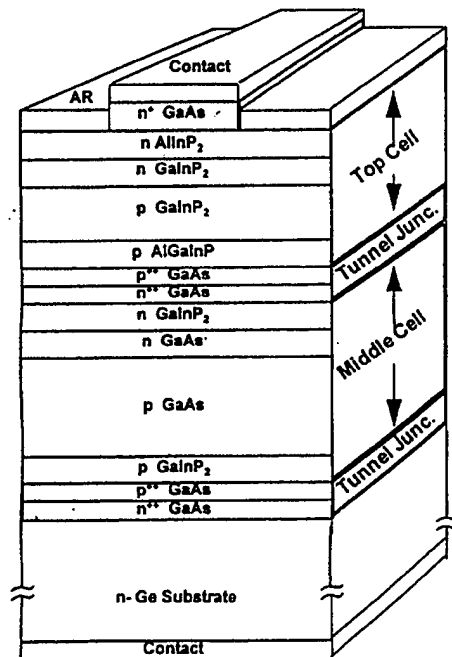 Contact
AR
n⁺ GaAs
n AlInP₂
n GaInP₂
p GaInP₂
p AlGaInP
p⁺⁺ GaAs
n⁺⁺ GaAs
n GaInP₂
n GaAs
p GaAs
p GaInP₂
p⁺⁺ GaAs
n⁺⁺ GaAs
n- Ge Substrate
Contact
Top Cell
Tunnel Junc.
Middle Cell
Tunnel Junc.